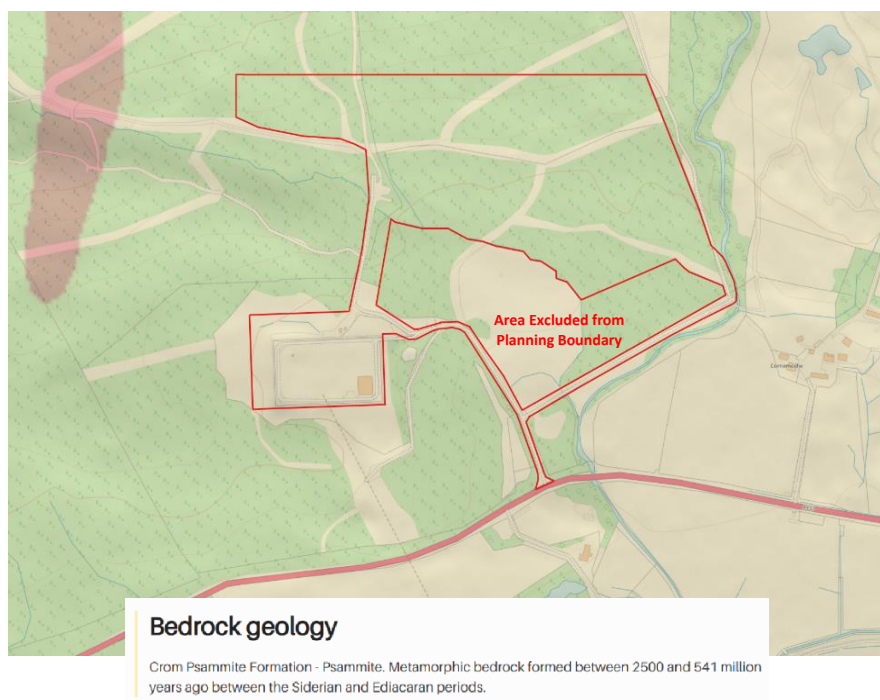 Area Excluded from
Planning Boundary
Bedrock geology
Crom Psammite Formation - Psammite. Metamorphic bedrock formed between 2500 and 541 million
years ago between the Siderian and Ediacaran periods.